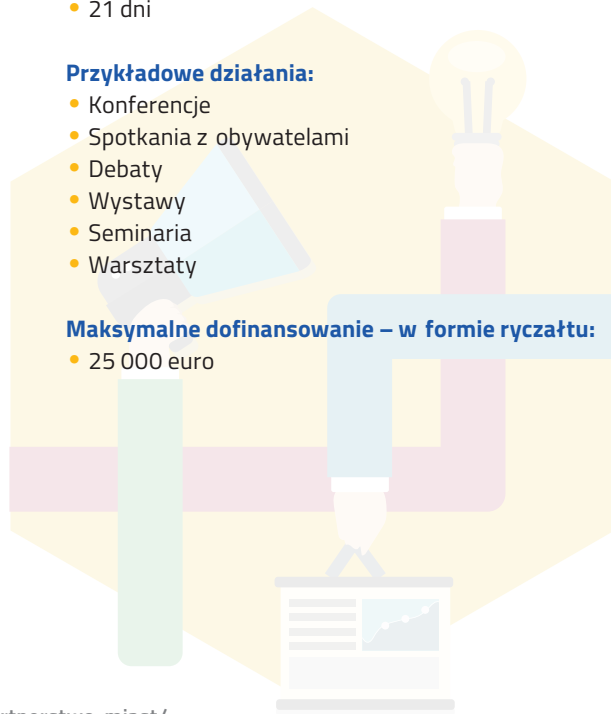 • 21 dni
Przykładowe działania:
• Konferencje
• Spotkania z obywatelami
• Debaty
• Wystawy
• Seminaria
• Warsztaty
Maksymalne dofinansowanie – w formie ryczałtu:
• 25 000 euro